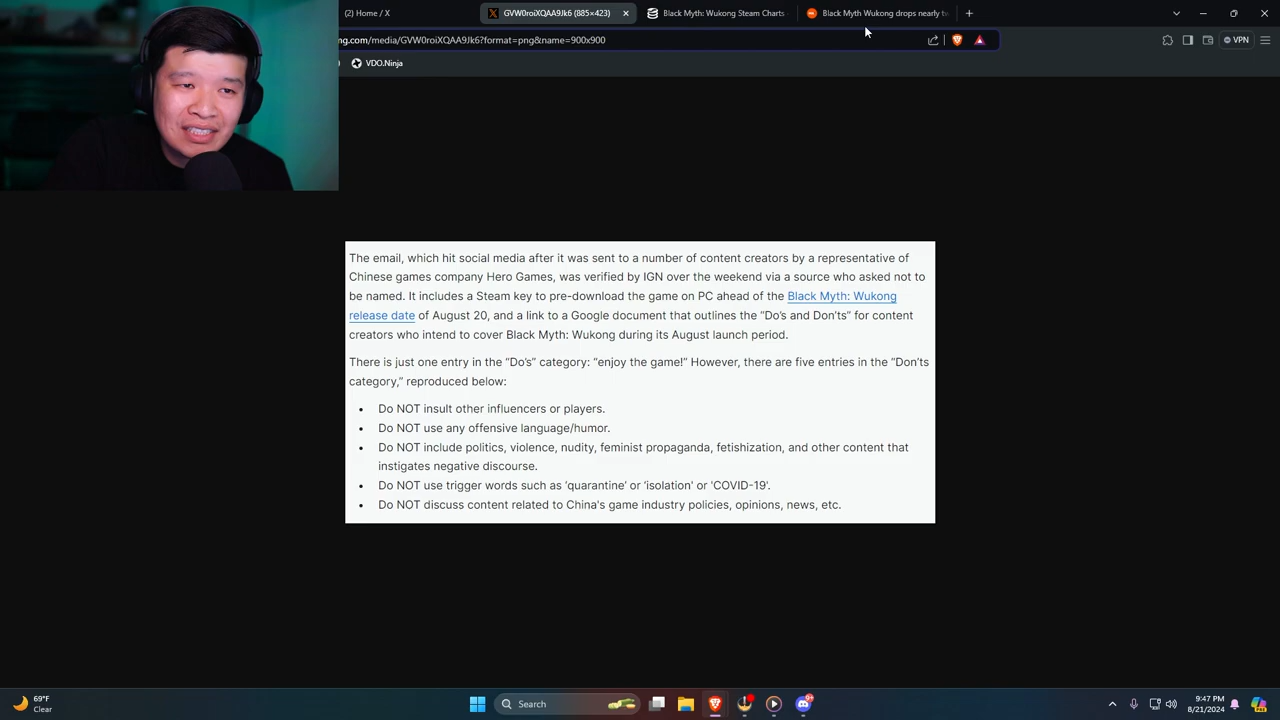 (2) Home / X
GVW0roiXQAA9Jk6 (885×423)
Black Myth: Wukong Steam Charts
Black Myth Wukong drops nearly tw
mg.com/media/GVW0roiXQAA9Jk6?format=png&name=900x900
VPN
VDO.Ninja
The email, which hit social media after it was sent to a number of content creators by a representative of
Chinese games company Hero Games, was verified by IGN over the weekend via a source who asked not to
be named. It includes a Steam key to pre-download the game on PC ahead of the Black Myth: Wukong
release date of August 20, and a link to a Google document that outlines the “Do’s and Don’ts” for content
creators who intend to cover Black Myth: Wukong during its August launch period.
There is just one entry in the “Do’s” category: “enjoy the game!” However, there are five entries in the “Don’ts
category,” reproduced below:
• Do NOT insult other influencers or players.
• Do NOT use any offensive language/humor.
• Do NOT include politics, violence, nudity, feminist propaganda, fetishization, and other content that
instigates negative discourse.
• Do NOT use trigger words such as ‘quarantine’ or ‘isolation’ or ‘COVID-19’.
• Do NOT discuss content related to China's game industry policies, opinions, news, etc.
69°F
Clear
Search
9:47 PM
8/21/2024